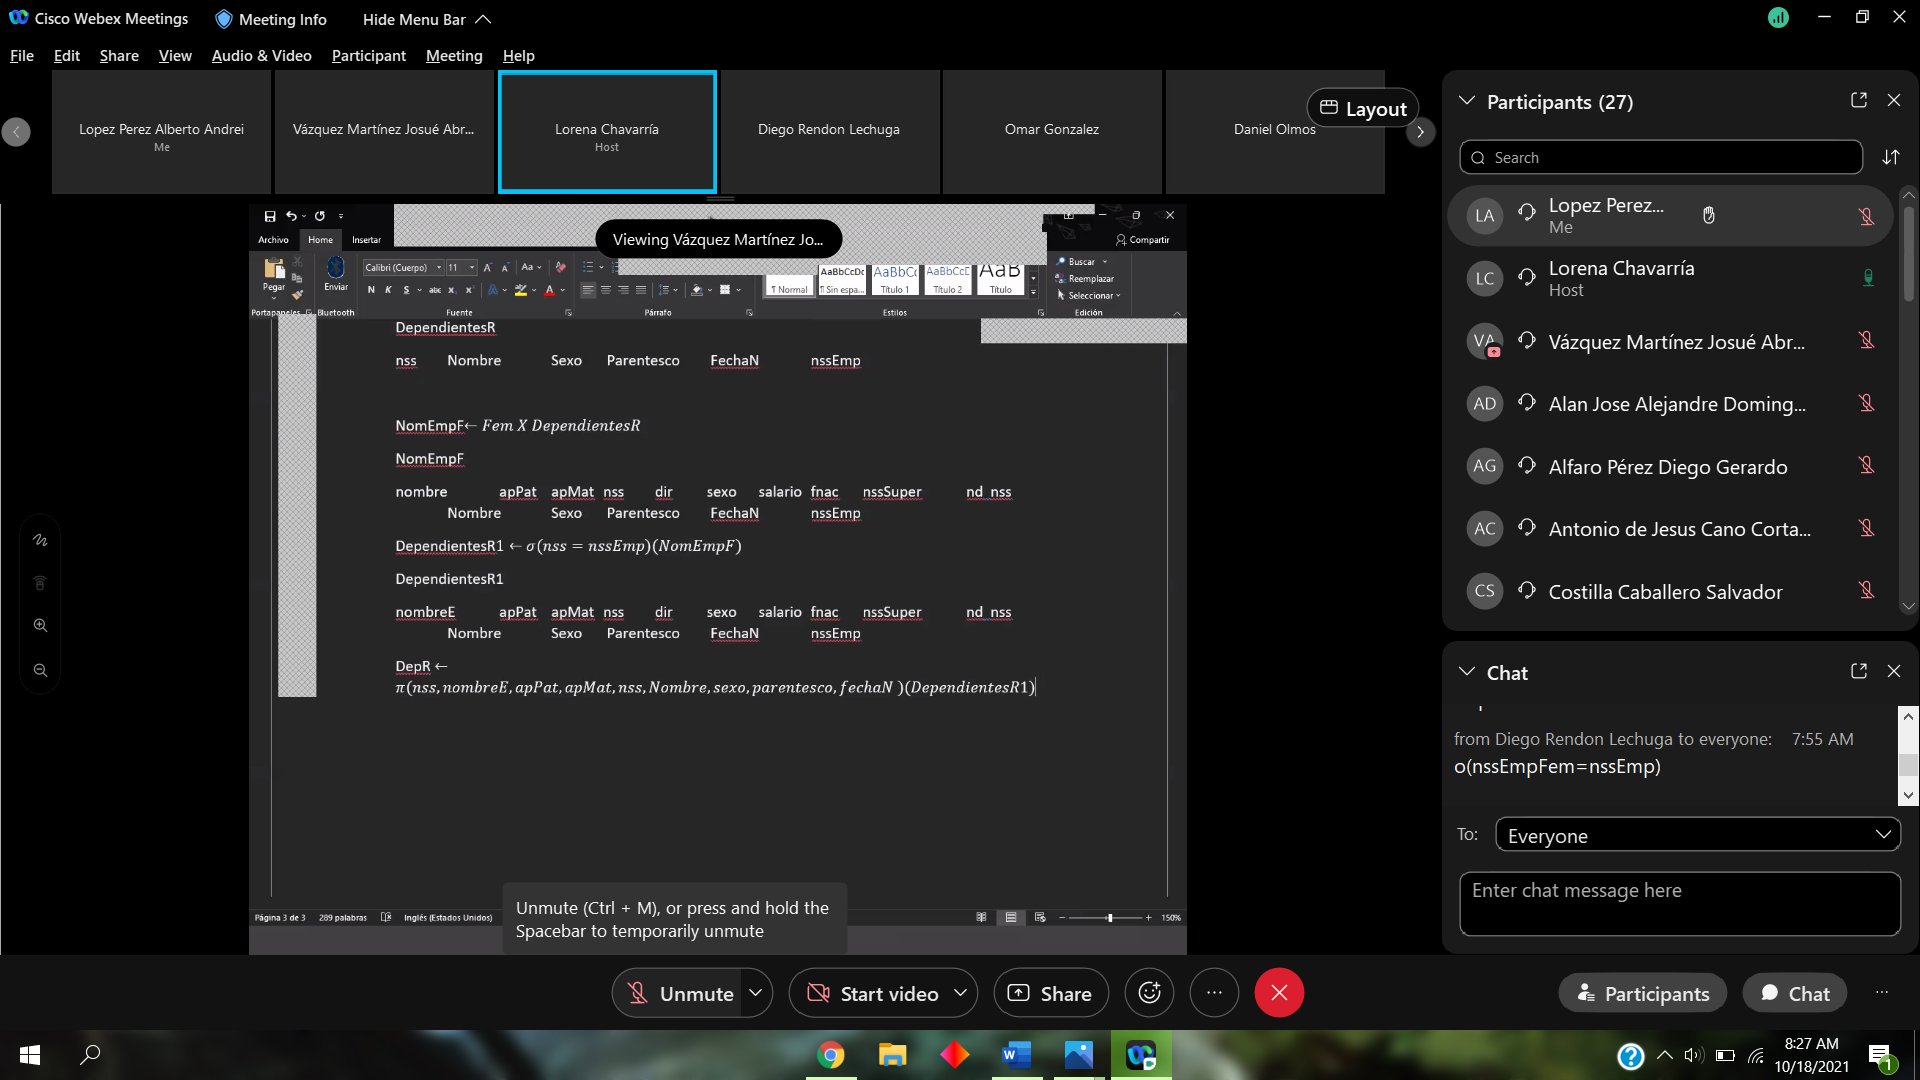 Cisco Webex Meetings
Meeting Info
Hide Menu Bar
File Edit Share View Audio & Video Participant Meeting Help
Lopez Perez Alberto Andrei
Me
Vázquez Martínez Josué Abr...
Lorena Chavarría
Host
Diego Rendon Lechuga
Omar Gonzalez
Daniel Olmos
Layout
Viewing Vázquez Martínez Jo...
Archivo Home Insertar
Compartir
Pegar
Enviar
Calibri (Cuerpo) 11
Aa
N K S abc x x A A
AaBbCcDc AaBbCc AaBbCcD AaB
¶ Normal ¶ Sin espa... Título 1 Título 2 Título
Buscar
Reemplazar
Seleccionar
Portapapeles Bluetooth Fuente Párrafo Estilos Edición
DependientesR
nss Nombre Sexo Parentesco FechaN nssEmp
NomEmpF← Fem X DependientesR
NomEmpF
nombre apPat apMat nss dir sexo salario fnac nssSuper nd nss
Nombre Sexo Parentesco FechaN nssEmp
DependientesR1 ← σ(nss = nssEmp)(NomEmpF)
DependientesR1
nombreE apPat apMat nss dir sexo salario fnac nssSuper nd nss
Nombre Sexo Parentesco FechaN nssEmp
DepR ←
π(nss, nombreE, apPat, apMat, nss, Nombre, sexo, parentesco, fechaN )(DependientesR1)
Página 3 de 3 289 palabras Inglés (Estados Unidos)
150%
Unmute (Ctrl + M), or press and hold the
Spacebar to temporarily unmute
Participants (27)
Search
LA Lopez Perez...
Me
LC Lorena Chavarría
Host
VA Vázquez Martínez Josué Abr...
AD Alan Jose Alejandre Doming...
AG Alfaro Pérez Diego Gerardo
AC Antonio de Jesus Cano Corta...
CS Costilla Caballero Salvador
Chat
from Diego Rendon Lechuga to everyone: 7:55 AM
o(nssEmpFem=nssEmp)
To: Everyone
Enter chat message here
Unmute
Start video
Share
Participants
Chat
8:27 AM
10/18/2021
1